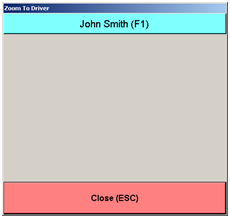 Zoom To Driver
John Smith (F1)
Close (ESC)